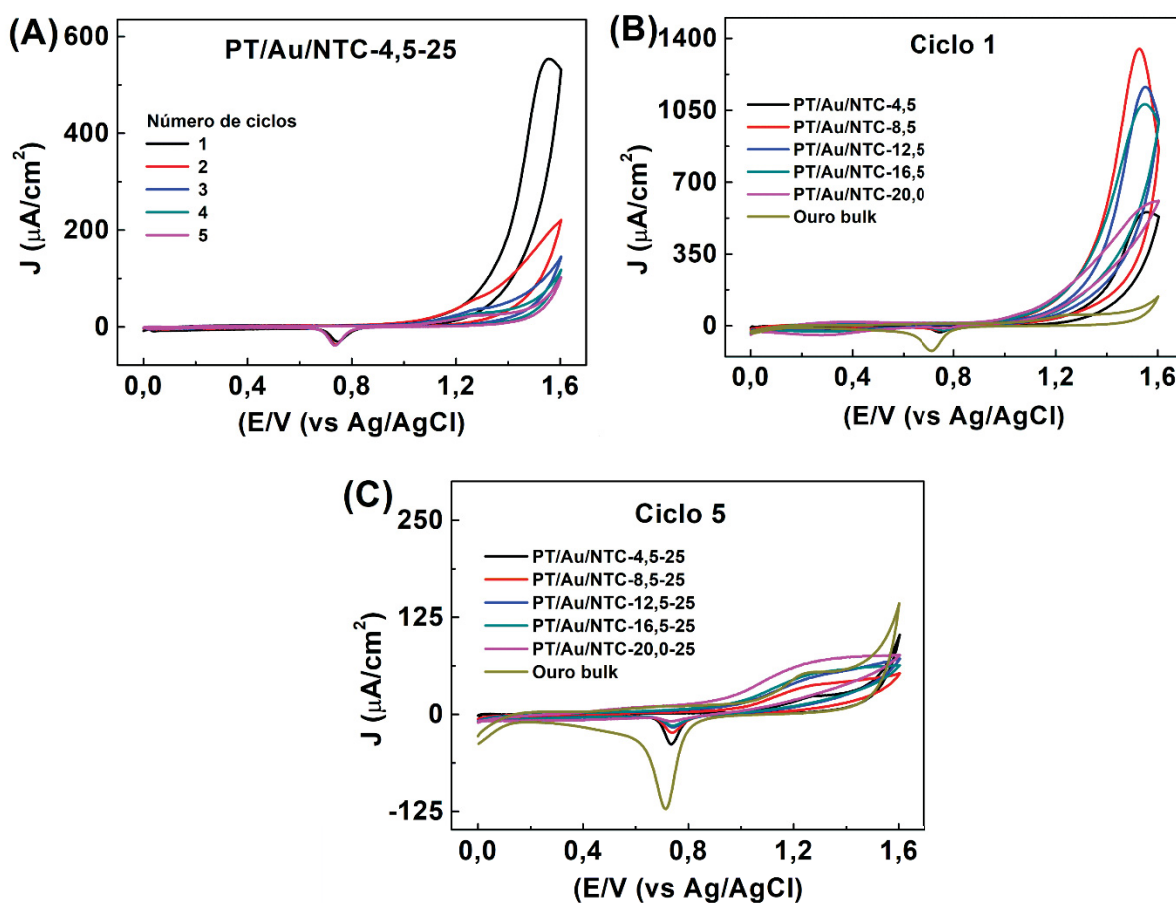 (A)
PT/Au/NTC-4,5-25
Número de ciclos
1
2
3
4
5
600
400
200
0
J (µA/cm²)
0,0 0,4 0,8 1,2 1,6
(E/V (vs Ag/AgCl)
(B)
Ciclo 1
PT/Au/NTC-4,5
PT/Au/NTC-8,5
PT/Au/NTC-12,5
PT/Au/NTC-16,5
PT/Au/NTC-20,0
Ouro bulk
1400
1050
700
350
0
J (µA/cm²)
0,0 0,4 0,8 1,2 1,6
(E/V (vs Ag/AgCl)
(C)
Ciclo 5
PT/Au/NTC-4,5-25
PT/Au/NTC-8,5-25
PT/Au/NTC-12,5-25
PT/Au/NTC-16,5-25
PT/Au/NTC-20,0-25
Ouro bulk
250
125
0
-125
J (µA/cm²)
0,0 0,4 0,8 1,2 1,6
(E/V (vs Ag/AgCl)